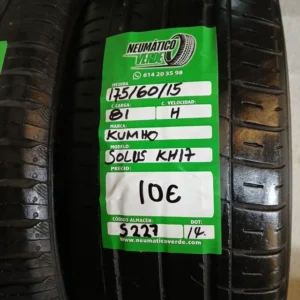 NEUMÁTICO
VERDE
614 20 35 98
MEDIDA
175/60/15
C. CARGA: C. VELOCIDAD:
81 H
MARCA
KUMHO
MODELO
SOLUS KH17
PRECIO:
10€
CÓDIGO ALMACÉN: DOT:
5227 14
www.neumaticoverde.com